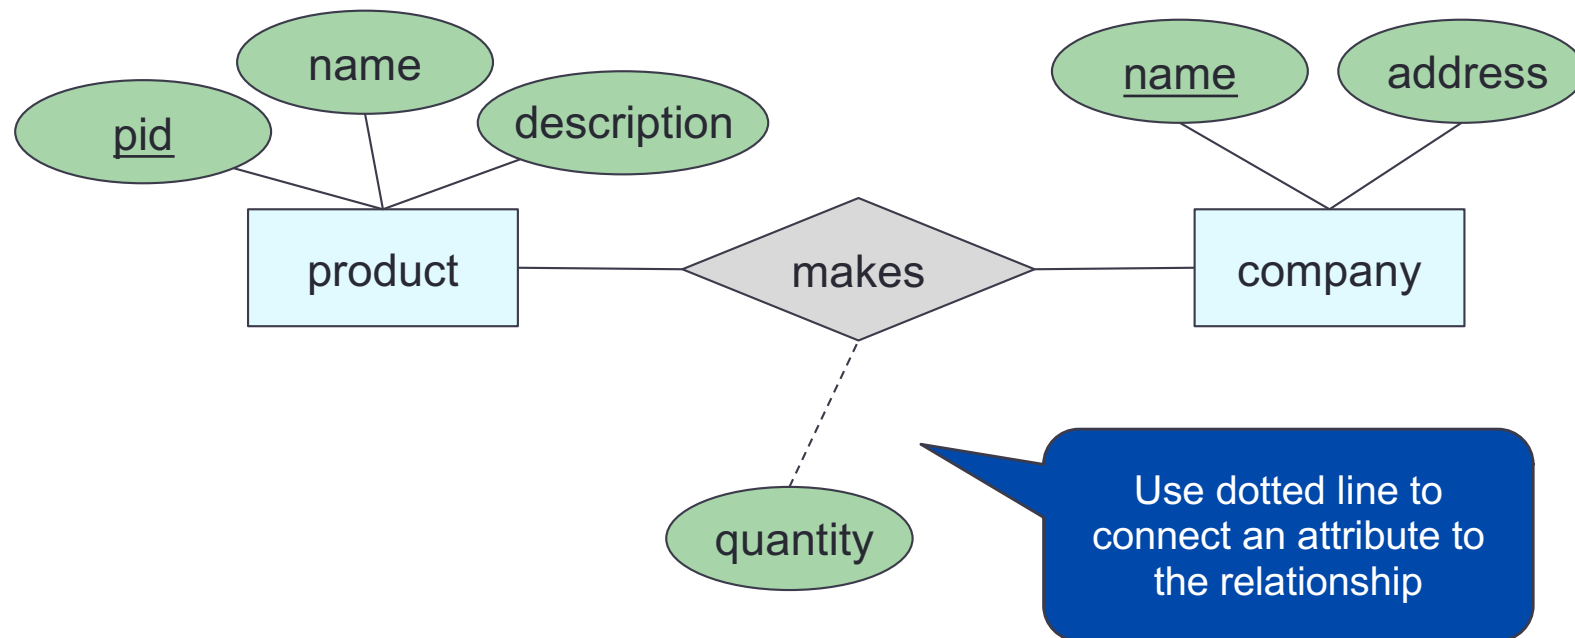 name
pid
description
name
address
product
makes
company
quantity
Use dotted line to
connect an attribute to
the relationship